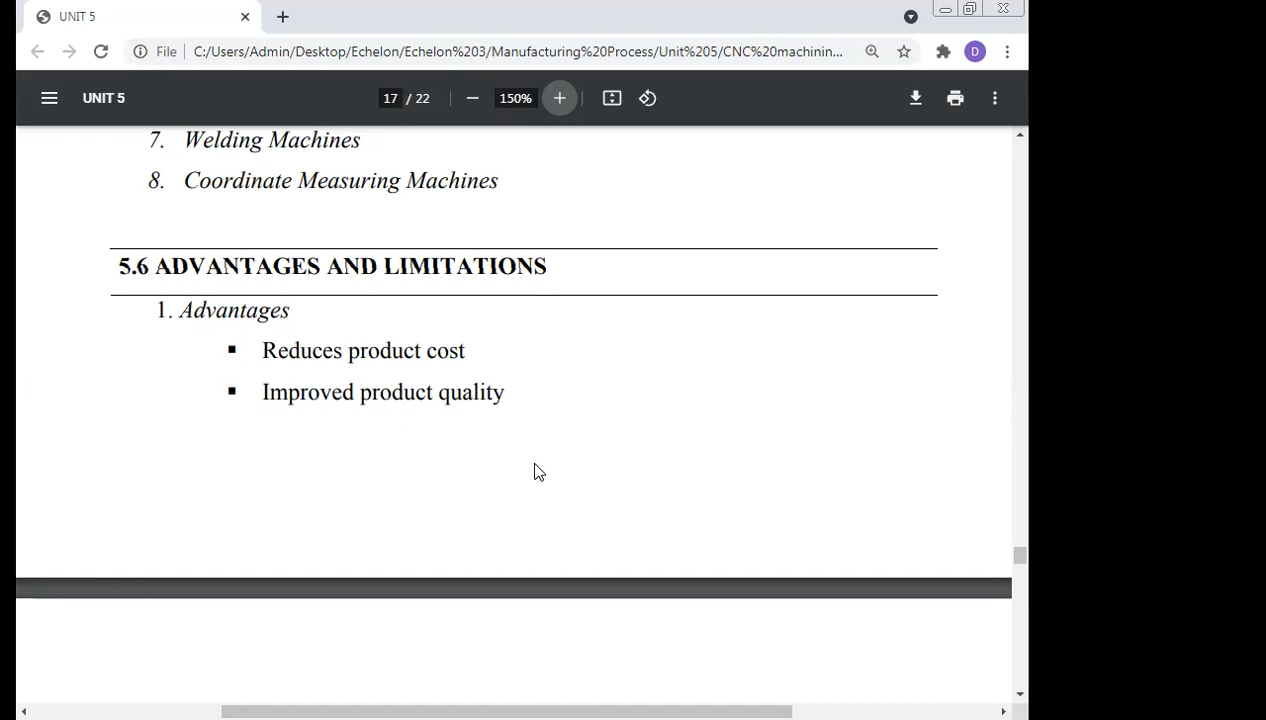 UNIT 5
File C:/Users/Admin/Desktop/Echelon/Echelon%203/Manufacturing%20Process/Unit%205/CNC%20machinin... D
UNIT 5 17 / 22 150%
7. Welding Machines
8. Coordinate Measuring Machines
5.6 ADVANTAGES AND LIMITATIONS
1. Advantages
▪ Reduces product cost
▪ Improved product quality